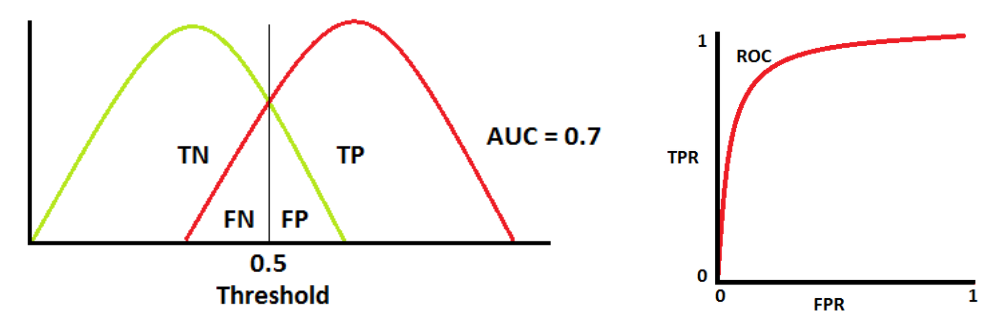 TN
TP
FN
FP
AUC = 0.7
0.5
Threshold
1
ROC
TPR
0
0
FPR
1